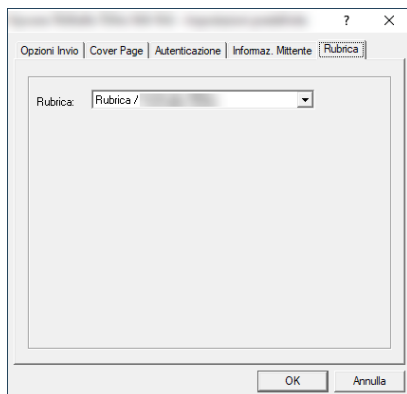 ?
Opzioni Invio Cover Page Autenticazione Informaz. Mittente Rubrica
Rubrica: Rubrica /
OK Annulla